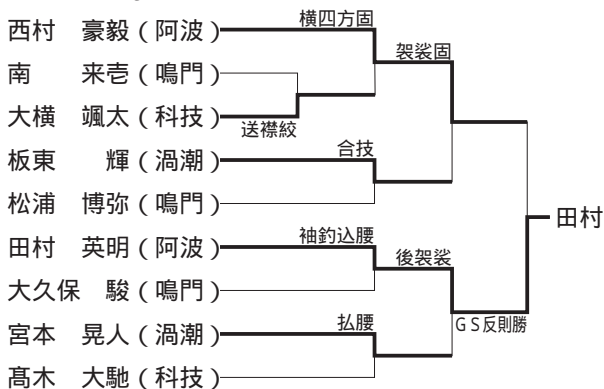 横四方固
西村　豪毅(阿波)
袈裟固
南　　来壱(鳴門)
大横　颯太(科技)
送襟絞
合技
板東　　　輝(渦潮)
松浦　博弥(鳴門)
田村
袖釣込腰
田村　英明(阿波)
後袈裟
大久保　駿(鳴門)
払腰
ＧＳ反則勝
宮本　晃人(渦潮)
髙木　大馳(科技)